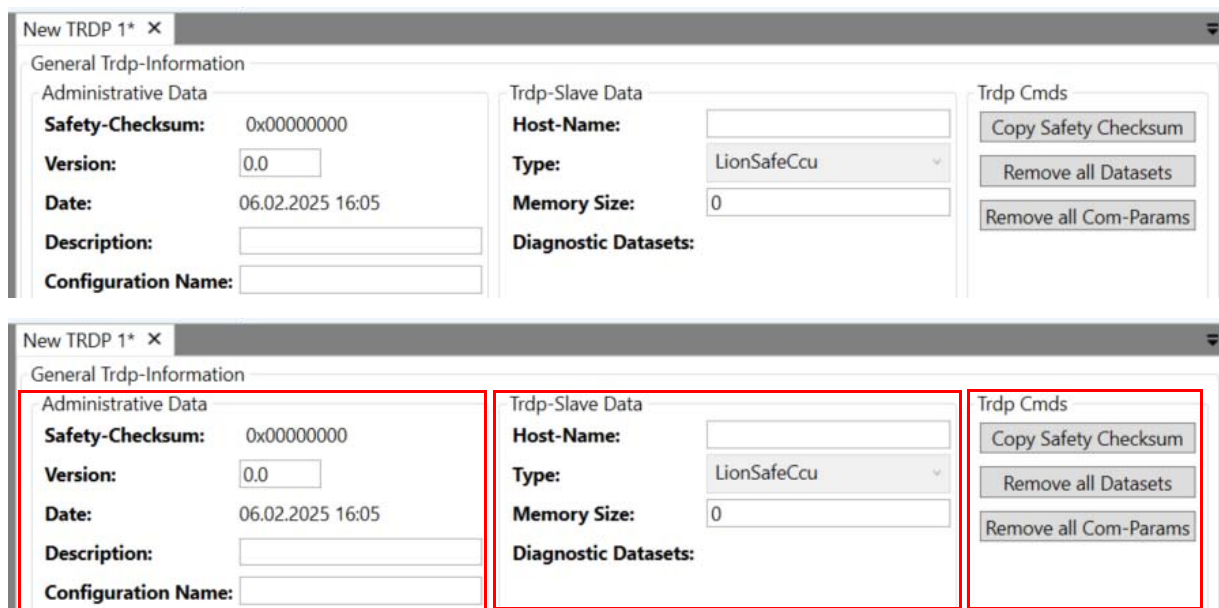 New TRDP 1* ✕
General Trdp-Information
Administrative Data
Safety-Checksum: 0x00000000
Version: 0.0
Date: 06.02.2025 16:05
Description:
Configuration Name:
Trdp-Slave Data
Host-Name:
Type: LionSafeCcu
Memory Size: 0
Diagnostic Datasets:
Trdp Cmds
Copy Safety Checksum
Remove all Datasets
Remove all Com-Params
New TRDP 1* ✕
General Trdp-Information
Administrative Data
Safety-Checksum: 0x00000000
Version: 0.0
Date: 06.02.2025 16:05
Description:
Configuration Name:
Trdp-Slave Data
Host-Name:
Type: LionSafeCcu
Memory Size: 0
Diagnostic Datasets:
Trdp Cmds
Copy Safety Checksum
Remove all Datasets
Remove all Com-Params